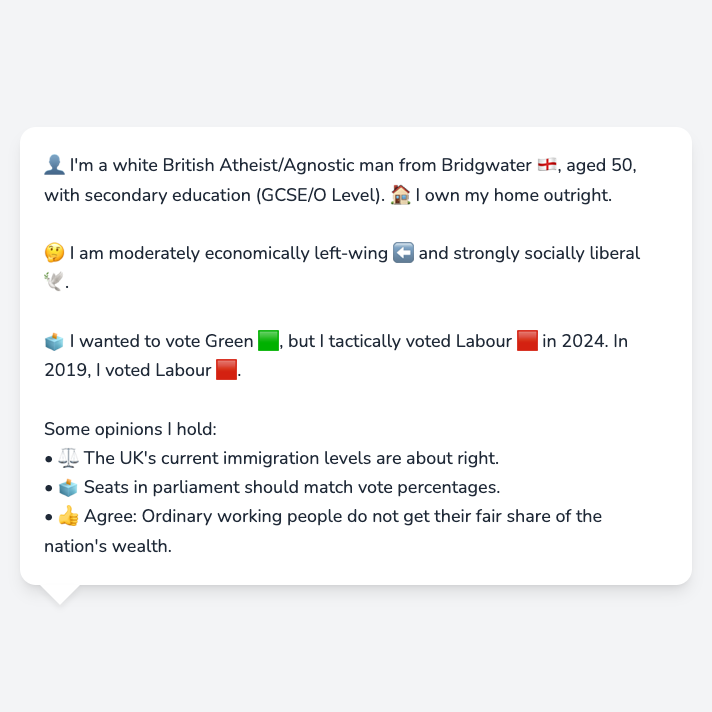 👤 I'm a white British Atheist/Agnostic man from Bridgwater 🏴󠁧󠁢󠁥󠁮󠁧󠁿, aged 50,
with secondary education (GCSE/O Level). 🏠 I own my home outright.
🤔 I am moderately economically left-wing ⬅️ and strongly socially liberal
🕊️.
🗳️ I wanted to vote Green 🟩, but I tactically voted Labour 🟥 in 2024. In
2019, I voted Labour 🟥.
Some opinions I hold:
• ⚖️ The UK's current immigration levels are about right.
• 🗳️ Seats in parliament should match vote percentages.
• 👍 Agree: Ordinary working people do not get their fair share of the
nation's wealth.